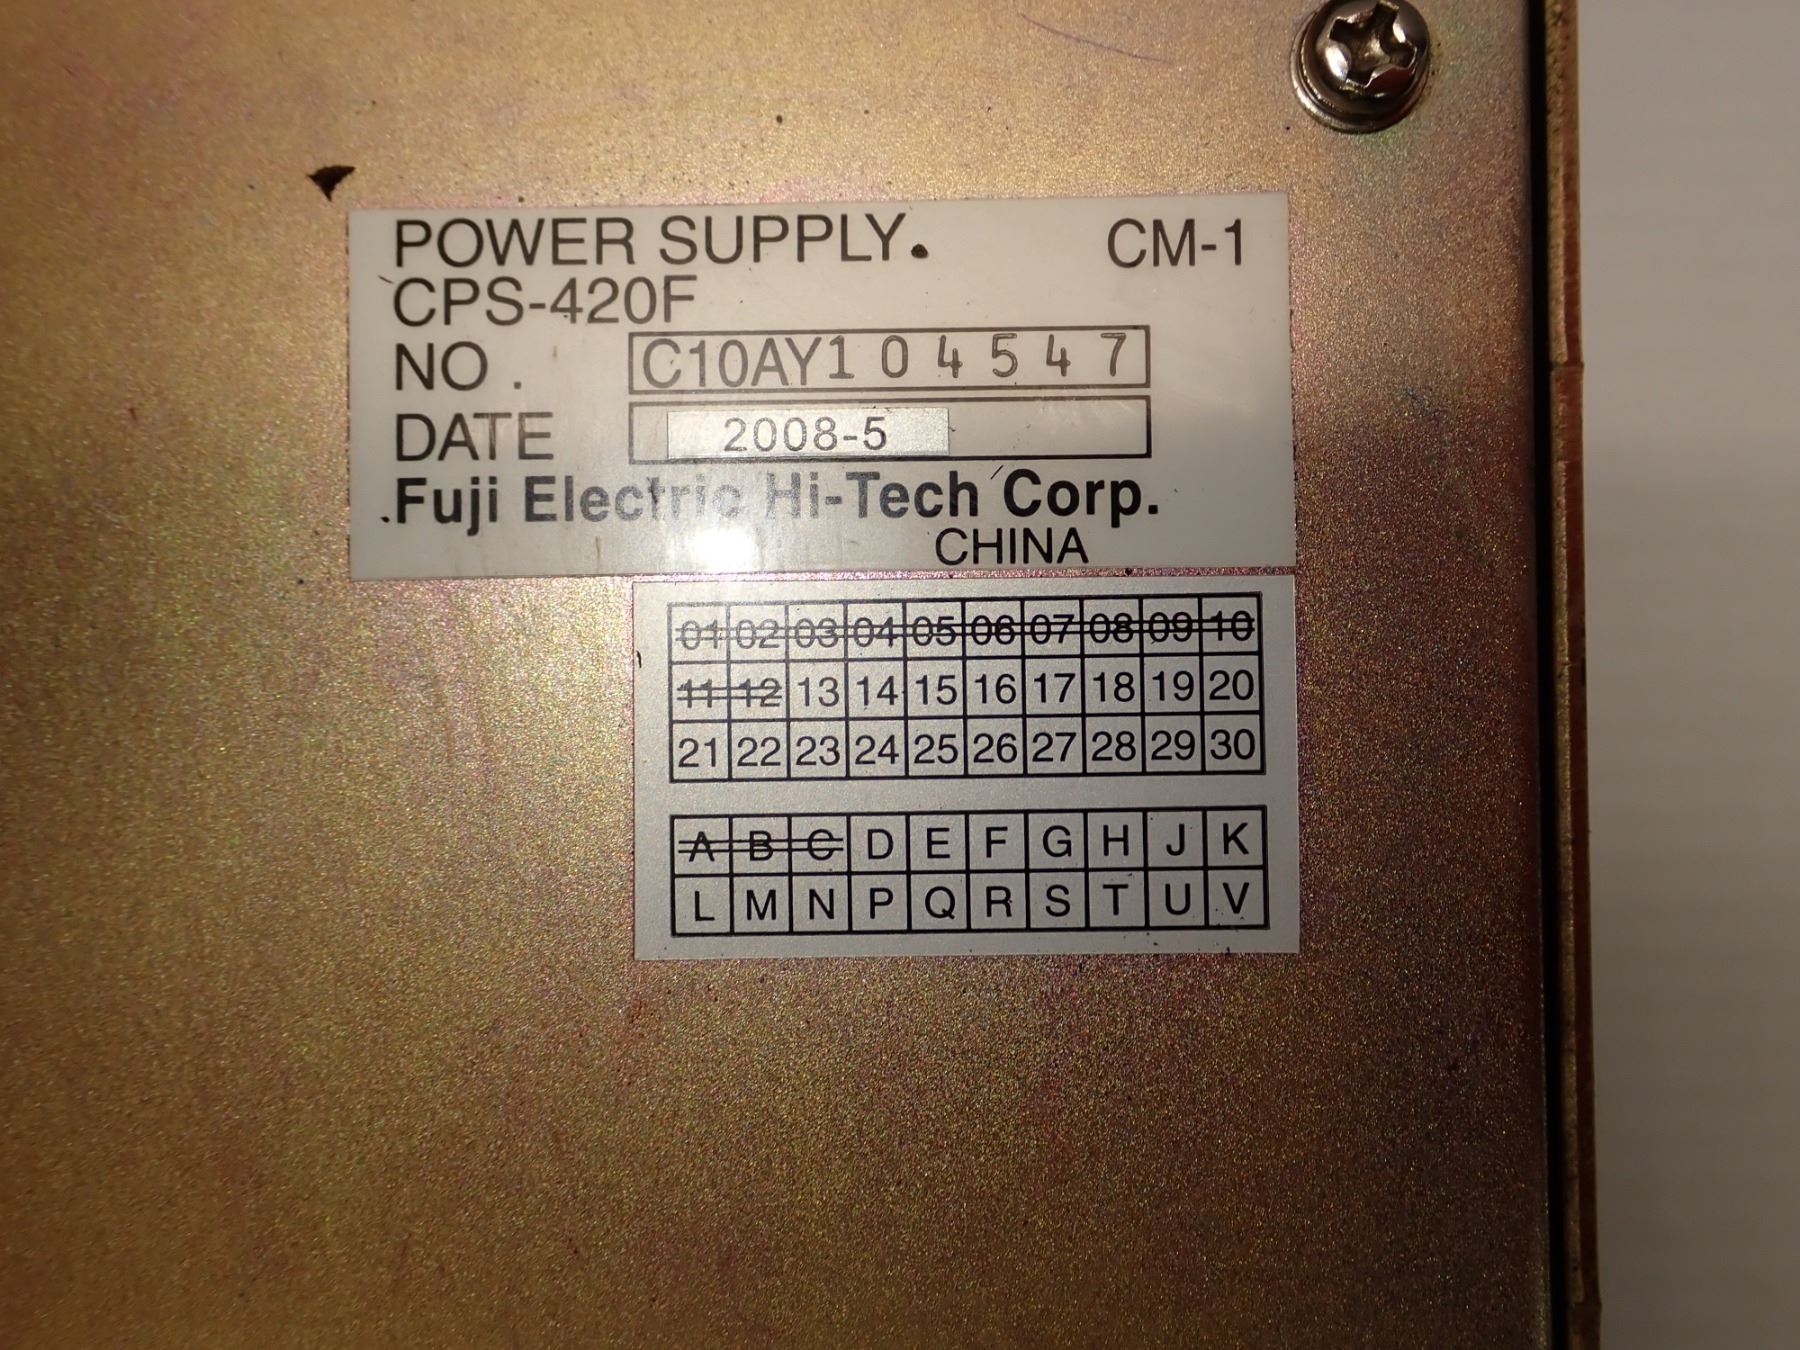 POWER SUPPLY. CM-1
CPS-420F
NO. C10AY104547
DATE 2008-5
Fuji Electric Hi-Tech Corp.
CHINA
01 02 03 04 05 06 07 08 09 10
11 12 13 14 15 16 17 18 19 20
21 22 23 24 25 26 27 28 29 30
A B C D E F G H J K
L M N P Q R S T U V